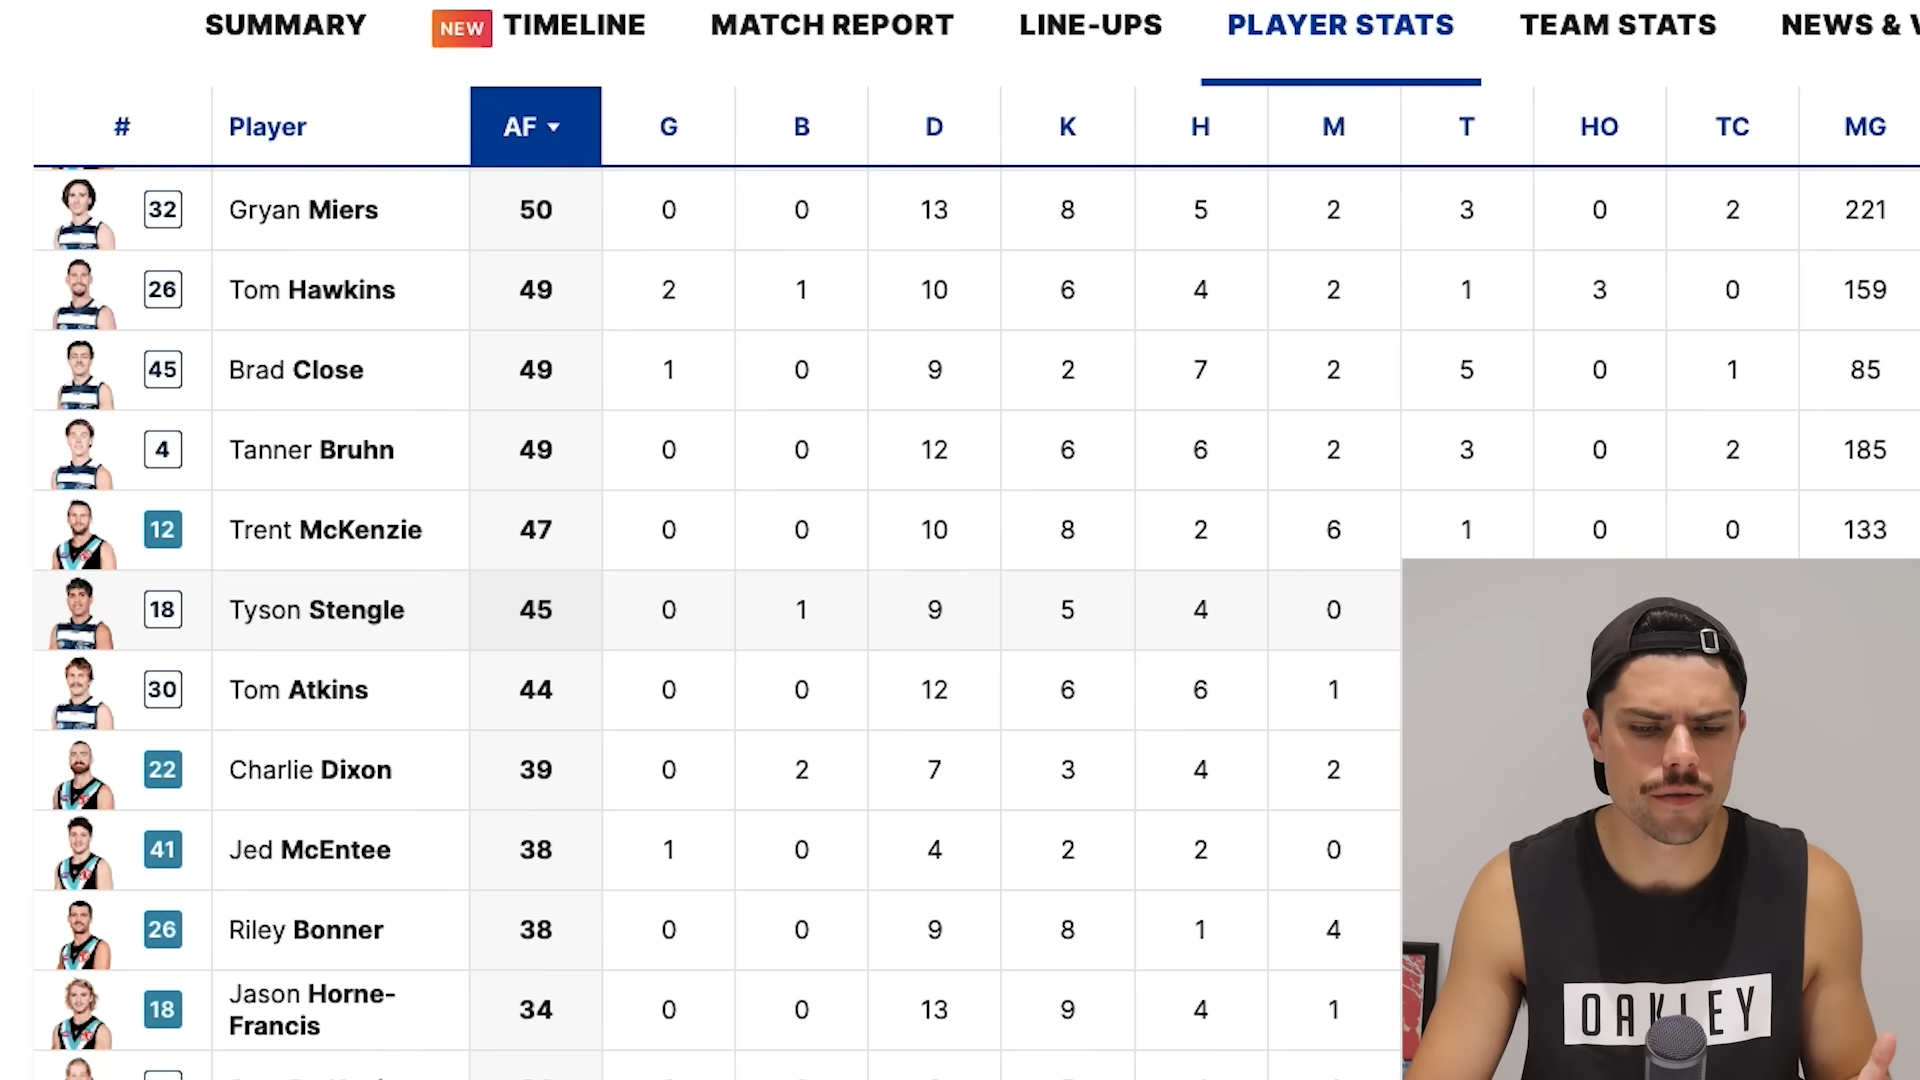 SUMMARY NEW TIMELINE MATCH REPORT LINE-UPS PLAYER STATS TEAM STATS NEWS &
# Player AF G B D K H M T HO TC MG
32 Gryan Miers 50 0 0 13 8 5 2 3 0 2 221
26 Tom Hawkins 49 2 1 10 6 4 2 1 3 0 159
45 Brad Close 49 1 0 9 2 7 2 5 0 1 85
4 Tanner Bruhn 49 0 0 12 6 6 2 3 0 2 185
12 Trent McKenzie 47 0 0 10 8 2 6 1 0 0 133
18 Tyson Stengle 45 0 1 9 5 4 0
30 Tom Atkins 44 0 0 12 6 6 1
22 Charlie Dixon 39 0 2 7 3 4 2
41 Jed McEntee 38 1 0 4 2 2 0
26 Riley Bonner 38 0 0 9 8 1 4
18 Jason Horne-
Francis 34 0 0 13 9 4 1
OAKLEY